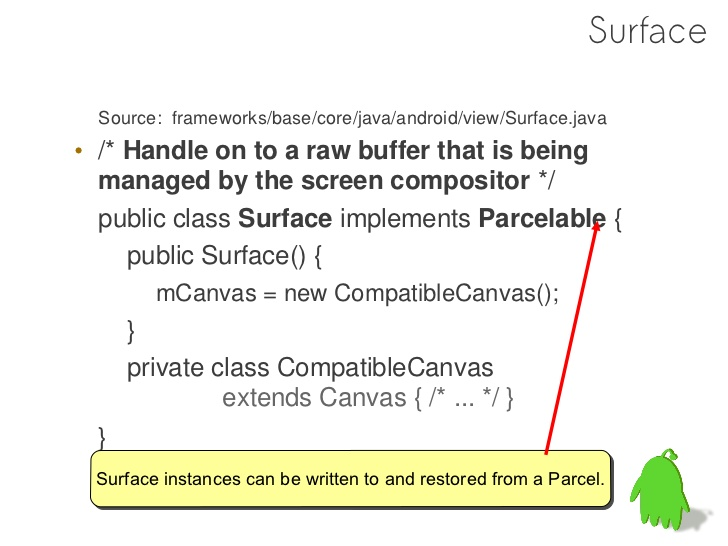 Surface
Source: frameworks/base/core/java/android/view/Surface.java
• /* Handle on to a raw buffer that is being
managed by the screen compositor */
public class Surface implements Parcelable {
public Surface() {
mCanvas = new CompatibleCanvas();
}
private class CompatibleCanvas
extends Canvas { /* ... */ }
}
Surface instances can be written to and restored from a Parcel.